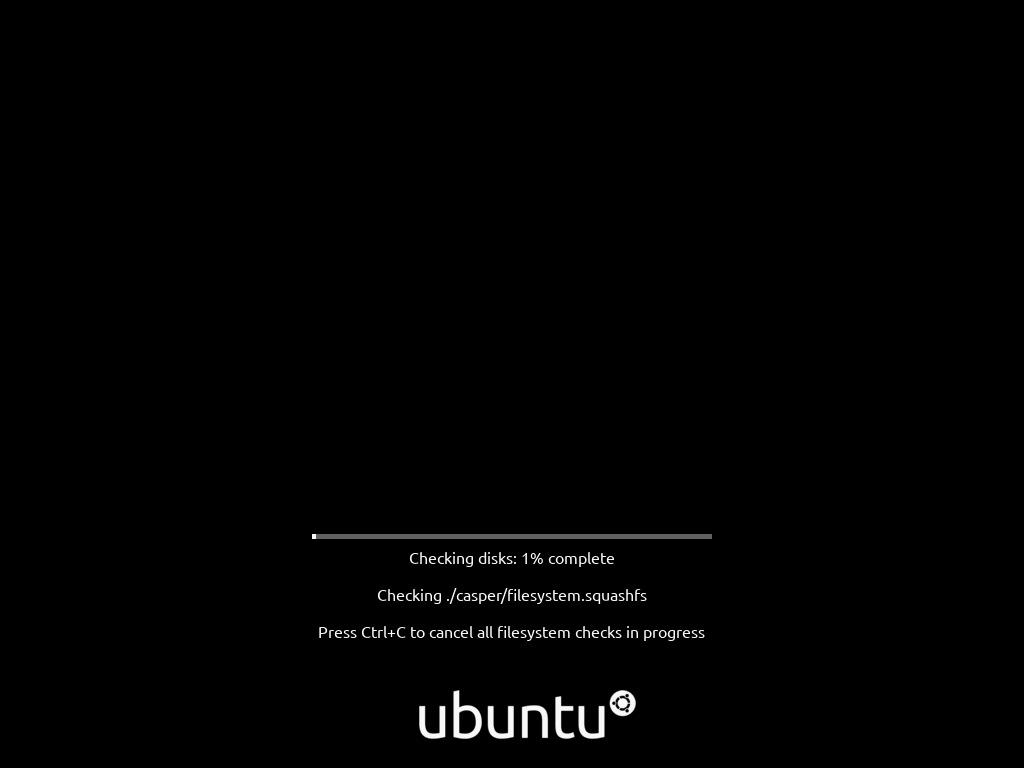 Checking disks: 1% complete
Checking ./casper/filesystem.squashfs
Press Ctrl+C to cancel all filesystem checks in progress
ubuntu